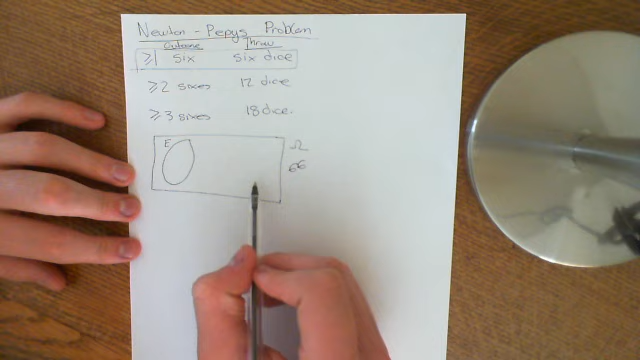 Newton - Pepys Problem
Outcome Throw
≥1 six six dice
≥2 sixes 12 dice
≥3 sixes 18 dice.
E Ω
6⁶